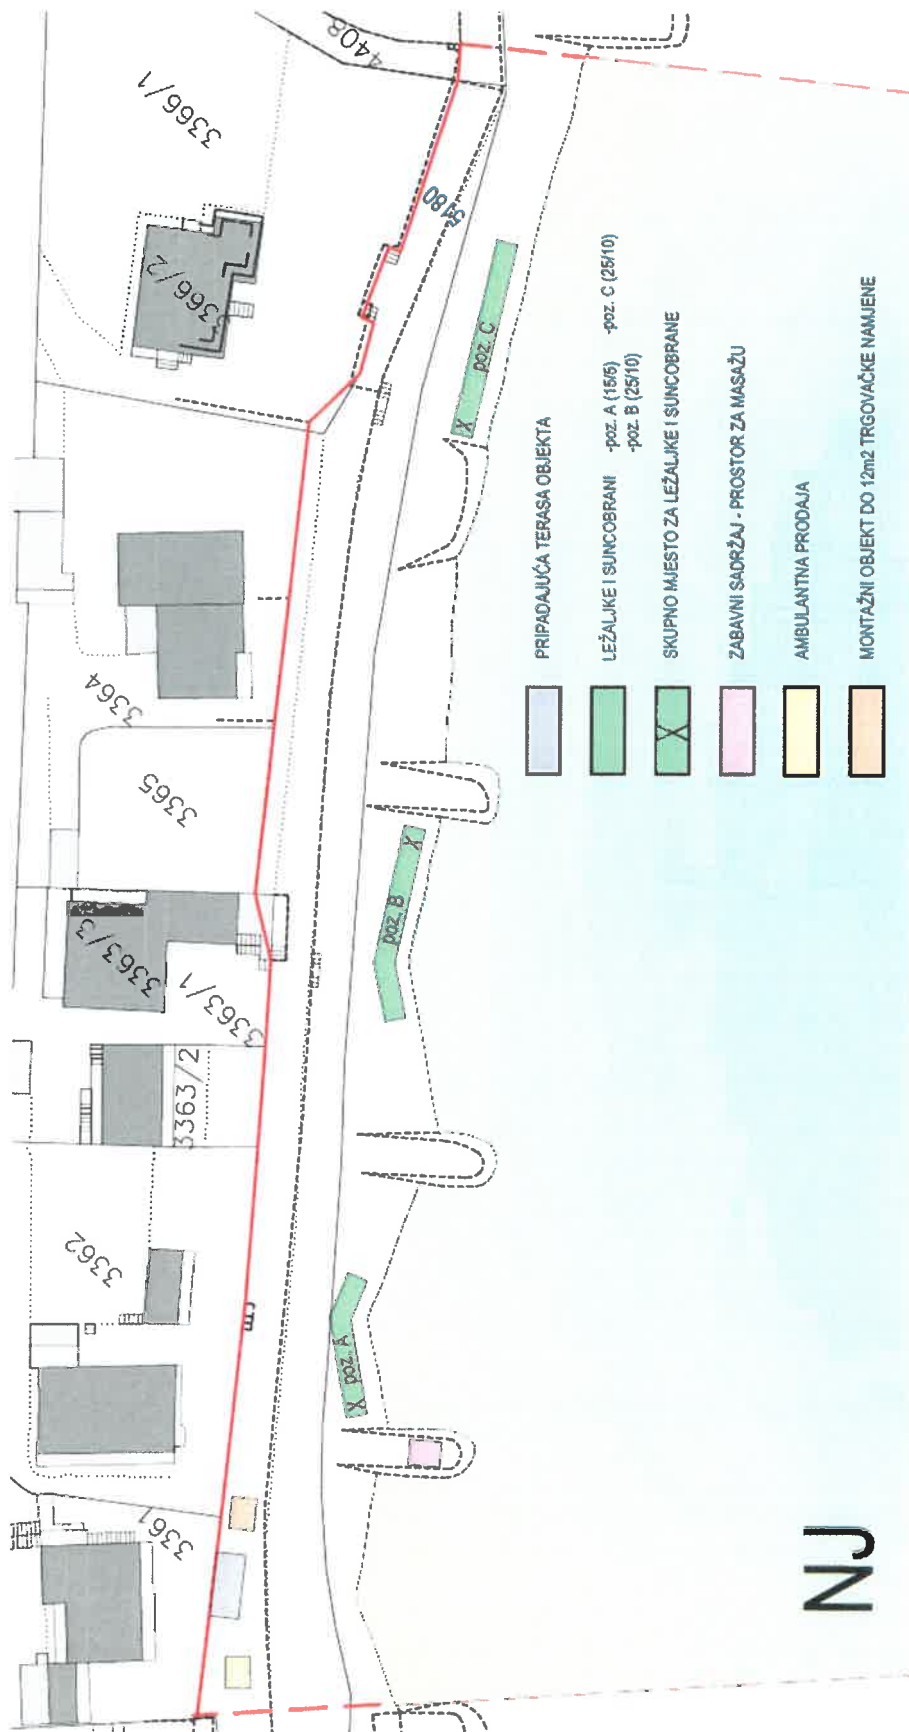 3366/1
4408
3366/2
5180
poz. C
X
3364
3365
3363/3
3363/1
3363/2
poz. B
X
3362
X poz. A
3361
PRIPADAJUĆA TERASA OBJEKTA
LEŽALJKE I SUNCOBRANI -poz. A (15/5) -poz. C (25/10)
-poz. B (25/10)
X SKUPNO MJESTO ZA LEŽALJKE I SUNCOBRANE
ZABAVNI SADRŽAJ - PROSTOR ZA MASAŽU
AMBULANTNA PRODAJA
MONTAŽNI OBJEKT DO 12m2 TRGOVAČKE NAMJENE
NJ